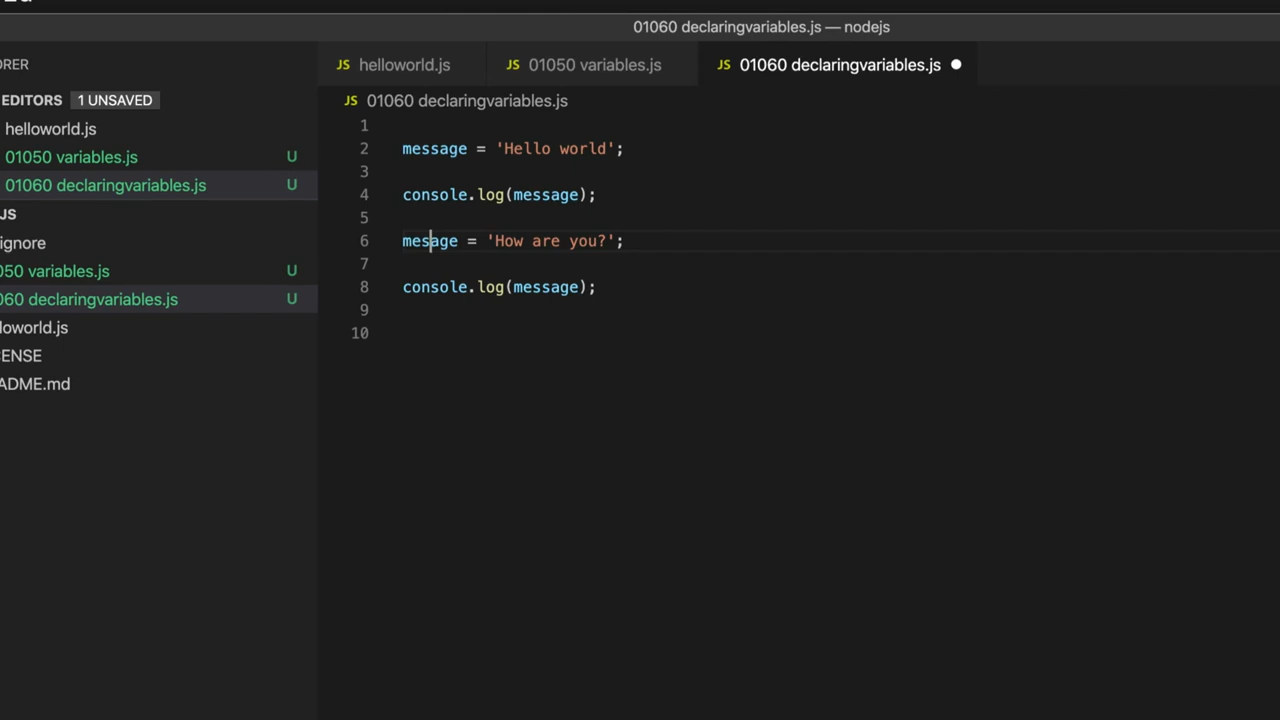 01060 declaringvariables.js — nodejs
ORER
JS helloworld.js JS 01050 variables.js JS 01060 declaringvariables.js
EDITORS 1 UNSAVED
JS 01060 declaringvariables.js
helloworld.js
01050 variables.js U
01060 declaringvariables.js U
JS
ignore
050 variables.js U
060 declaringvariables.js U
loworld.js
CENSE
ADME.md
1
2 message = 'Hello world';
3
4 console.log(message);
5
6 mesage = 'How are you?';
7
8 console.log(message);
9
10